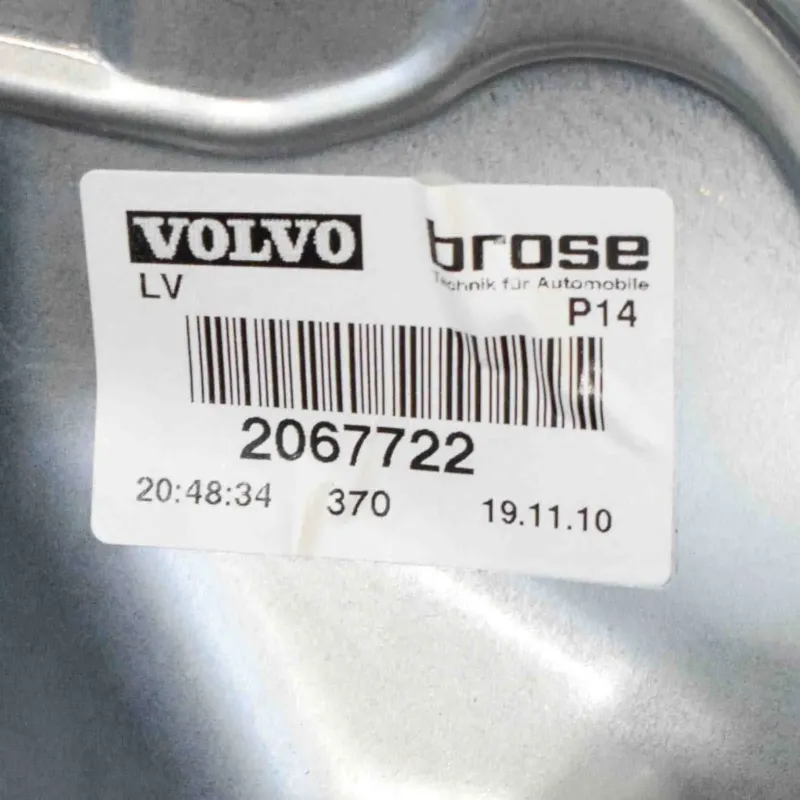 VOLVO brose
LV Technik für Automobile
P14
2067722
20:48:34 370 19.11.10